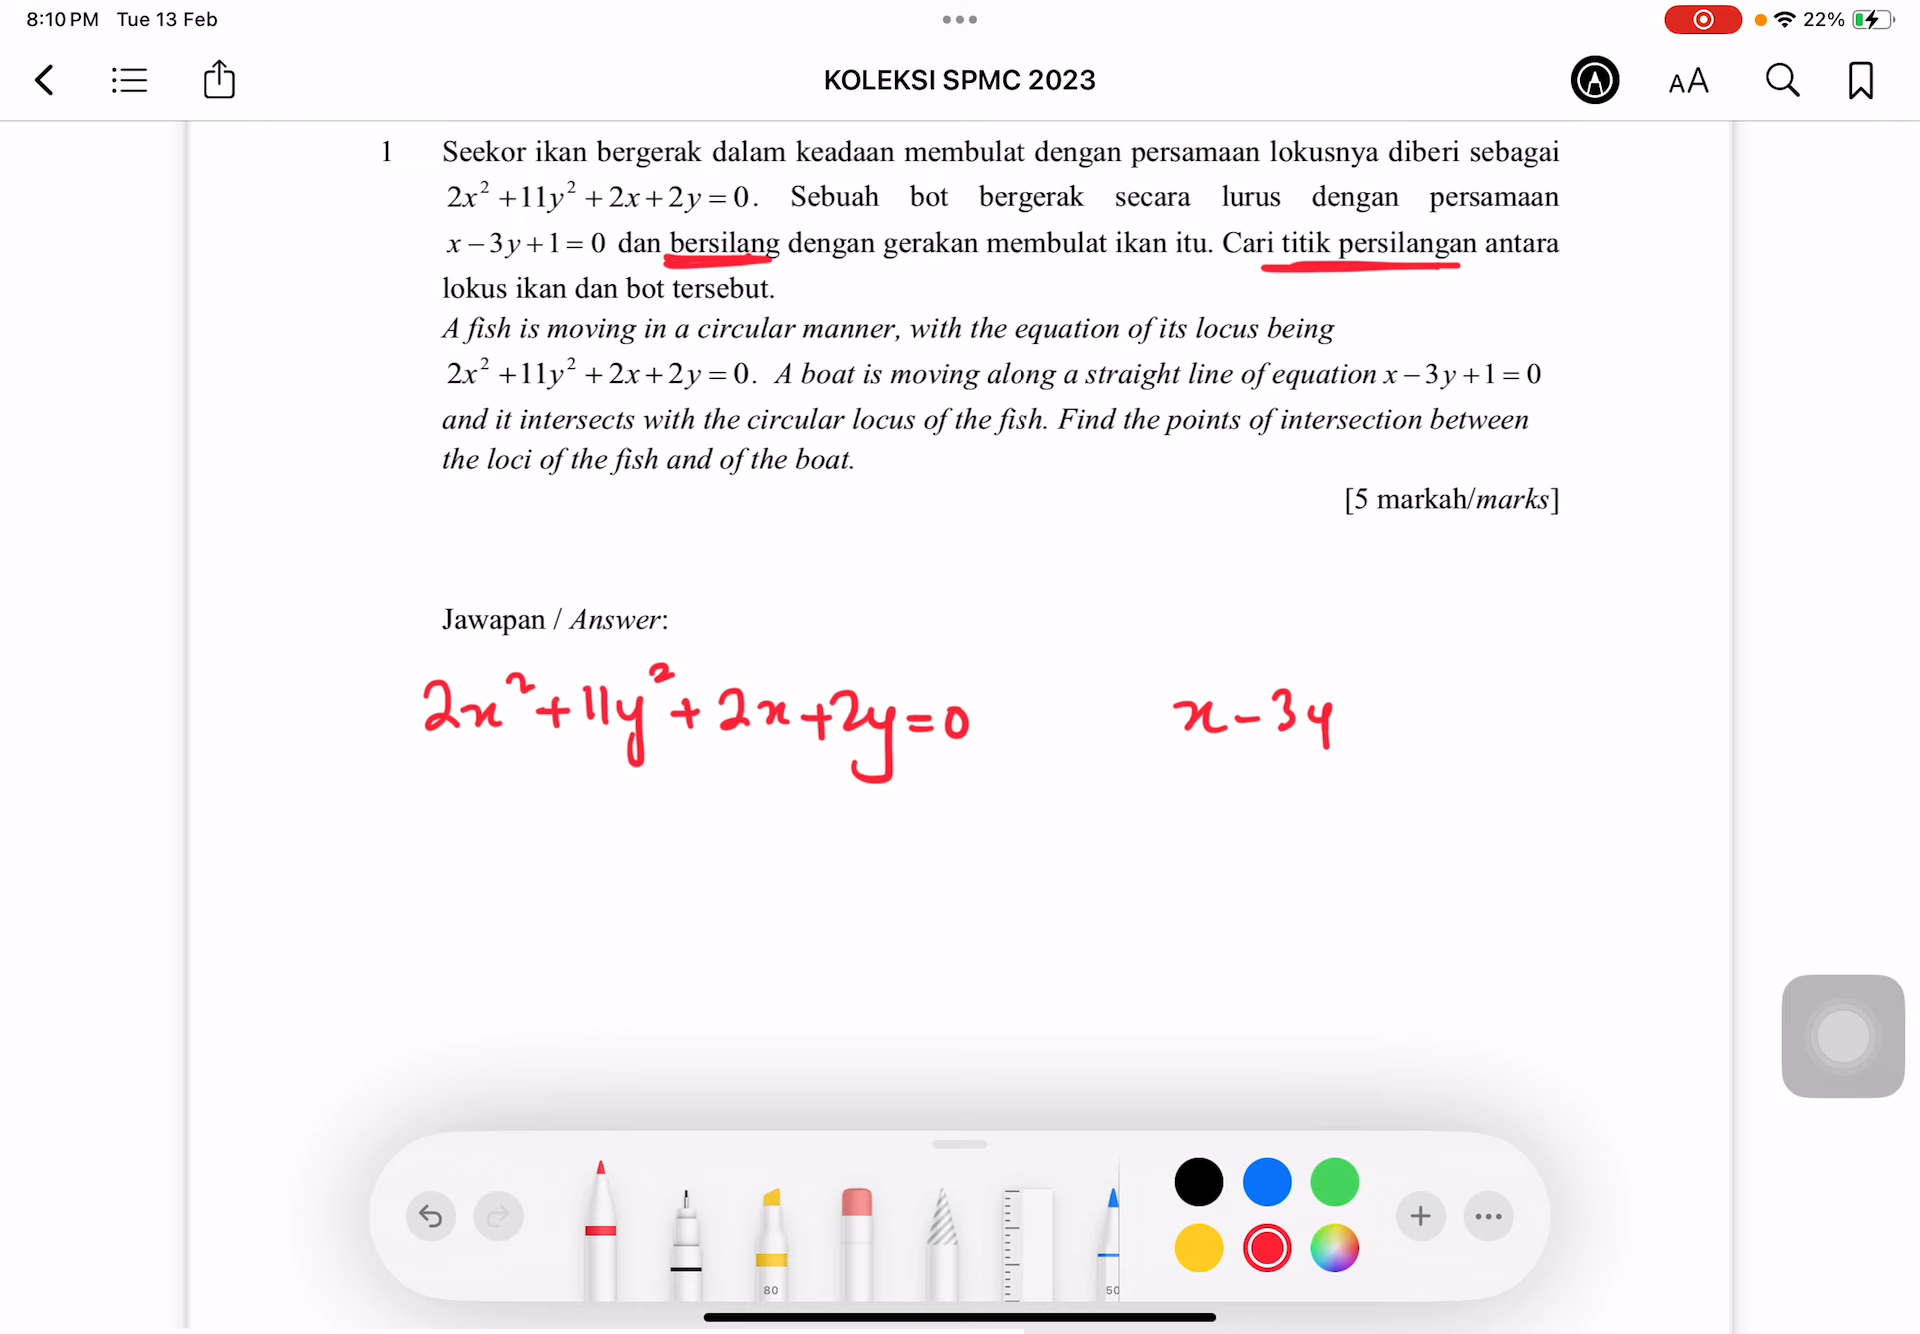 8:10 PM Tue 13 Feb
22%
KOLEKSI SPMC 2023
AA
1 Seekor ikan bergerak dalam keadaan membulat dengan persamaan lokusnya diberi sebagai
2x² + 11y² + 2x + 2y = 0. Sebuah bot bergerak secara lurus dengan persamaan
x − 3y + 1 = 0 dan bersilang dengan gerakan membulat ikan itu. Cari titik persilangan antara
lokus ikan dan bot tersebut.
A fish is moving in a circular manner, with the equation of its locus being
2x² + 11y² + 2x + 2y = 0. A boat is moving along a straight line of equation x − 3y + 1 = 0
and it intersects with the circular locus of the fish. Find the points of intersection between
the loci of the fish and of the boat.
[5 markah/marks]
Jawapan / Answer:
2x² + 11y² + 2x + 2y = 0 x − 3y
80
50